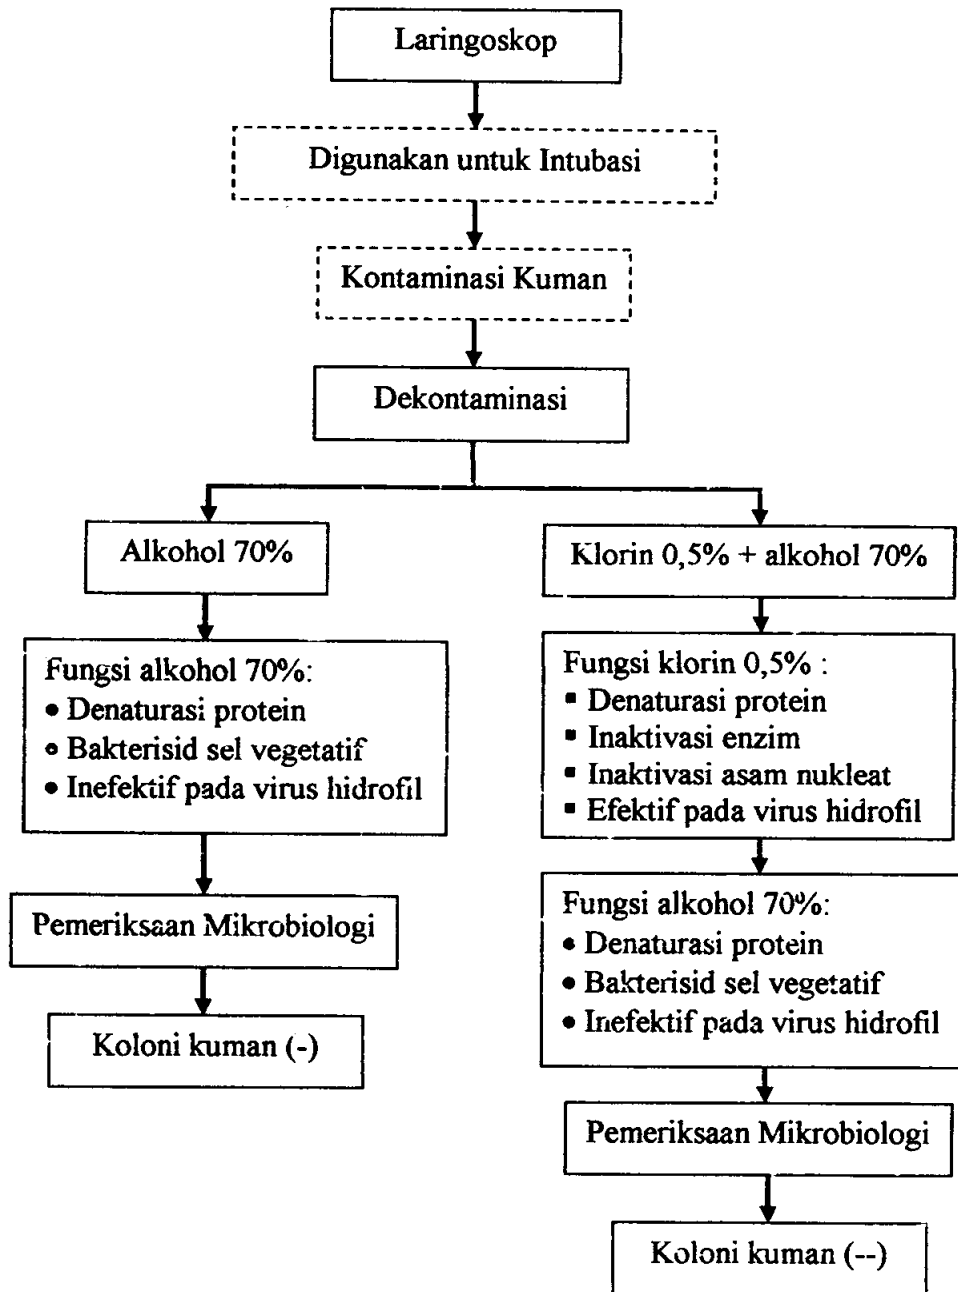 Laringoskop
Digunakan untuk Intubasi
Kontaminasi Kuman
Dekontaminasi
Alkohol 70%
Fungsi alkohol 70%:
• Denaturasi protein
• Bakterisid sel vegetatif
• Inefektif pada virus hidrofil
Pemeriksaan Mikrobiologi
Koloni kuman (-)
Klorin 0,5% + alkohol 70%
Fungsi klorin 0,5% :
▪ Denaturasi protein
▪ Inaktivasi enzim
▪ Inaktivasi asam nukleat
▪ Efektif pada virus hidrofil
Fungsi alkohol 70%:
• Denaturasi protein
• Bakterisid sel vegetatif
• Inefektif pada virus hidrofil
Pemeriksaan Mikrobiologi
Koloni kuman (--)